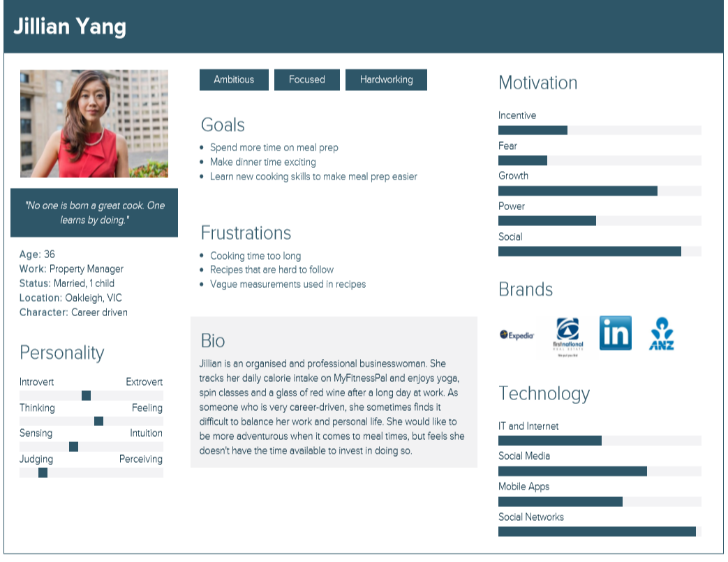 Jillian Yang
"No one is born a great cook. One
learns by doing."
Age: 36
Work: Property Manager
Status: Married, 1 child
Location: Oakleigh, VIC
Character: Career driven
Personality
Introvert Extrovert
Thinking Feeling
Sensing Intuition
Judging Perceiving
Ambitious Focused Hardworking
Goals
Spend more time on meal prep
Make dinner time exciting
Learn new cooking skills to make meal prep easier
Frustrations
Cooking time too long
Recipes that are hard to follow
Vague measurements used in recipes
Bio
Jillian is an organised and professional businesswoman. She
tracks her daily calorie intake on MyFitnessPal and enjoys yoga,
spin classes and a glass of red wine after a long day at work. As
someone who is very career-driven, she sometimes finds it
difficult to balance her work and personal life. She would like to
be more adventurous when it comes to meal times, but feels she
doesn't have the time available to invest in doing so.
Motivation
Incentive
Fear
Growth
Power
Social
Brands
Expedia
firstnational
REAL ESTATE
in
ANZ
Technology
IT and Internet
Social Media
Mobile Apps
Social Networks